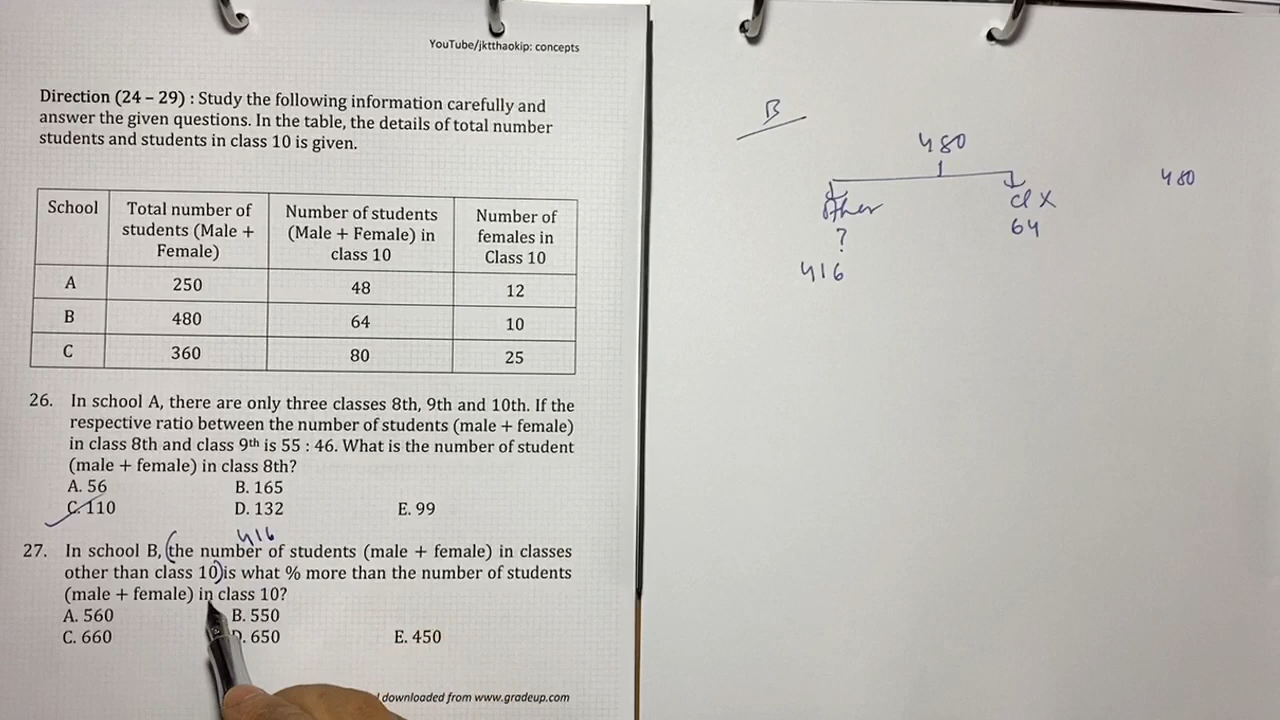 YouTube/jktthaokip: concepts
Direction (24 – 29) : Study the following information carefully and
answer the given questions. In the table, the details of total number
students and students in class 10 is given.
School | Total number of students (Male + Female) | Number of students (Male + Female) in class 10 | Number of females in Class 10
A | 250 | 48 | 12
B | 480 | 64 | 10
C | 360 | 80 | 25
26. In school A, there are only three classes 8th, 9th and 10th. If the
respective ratio between the number of students (male + female)
in class 8th and class 9th is 55 : 46. What is the number of student
(male + female) in class 8th?
A. 56 B. 165
C. 110 D. 132 E. 99
416
27. In school B, (the number of students (male + female) in classes
other than class 10) is what % more than the number of students
(male + female) in class 10?
A. 560 B. 550
C. 660 D. 650 E. 450
downloaded from www.gradeup.com
B
480
480
other cl X
? 64
416